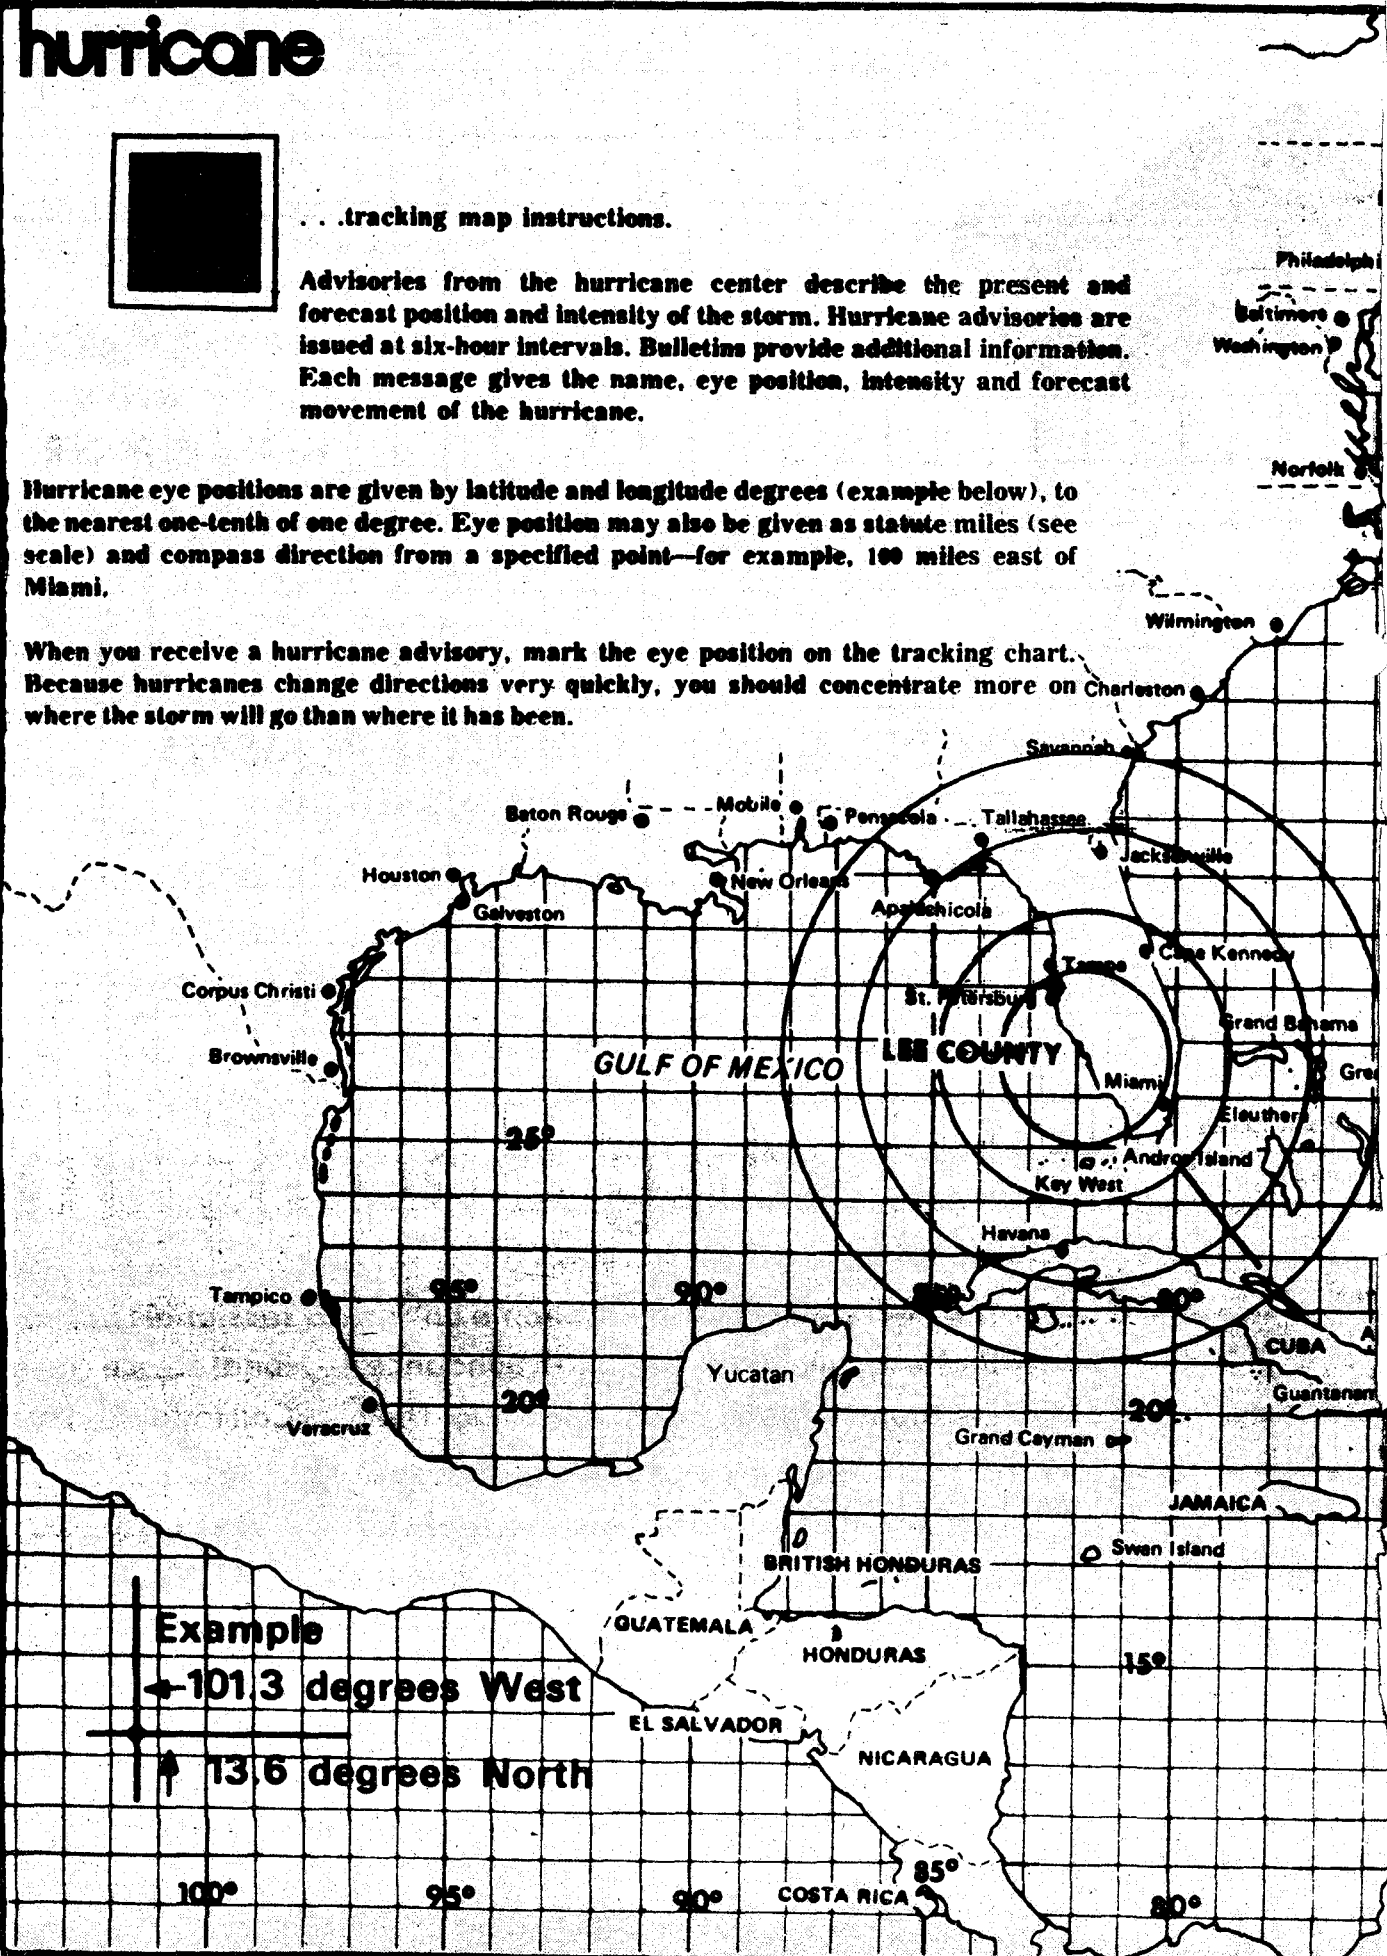 hurricane
. . .tracking map instructions.
Advisories from the hurricane center describe the present and
forecast position and intensity of the storm. Hurricane advisories are
issued at six-hour intervals. Bulletins provide additional information.
Each message gives the name, eye position, intensity and forecast
movement of the hurricane.
Hurricane eye positions are given by latitude and longitude degrees (example below), to
the nearest one-tenth of one degree. Eye position may also be given as statute miles (see
scale) and compass direction from a specified point—for example, 100 miles east of
Miami.
When you receive a hurricane advisory, mark the eye position on the tracking chart.
Because hurricanes change directions very quickly, you should concentrate more on
where the storm will go than where it has been.
Philadelphi
Baltimore
Washington
Norfolk
Wilmington
Charleston
Savannah
Baton Rouge
Mobile
Pensacola
Tallahassee
Jacksonville
Houston
New Orleans
Galveston
Apalachicola
Cape Kennedy
Tampa
Corpus Christi
St. Petersburg
Grand Bahama
Brownsville
GULF OF MEXICO
LEE COUNTY
Miami
Gre
Eleuthera
25°
Andros Island
Key West
Havana
Tampico
95°
90°
85°
80°
CUBA
A
Yucatan
Guantanam
20°
20°
Veracruz
Grand Cayman
JAMAICA
Swan Island
BRITISH HONDURAS
GUATEMALA
HONDURAS
15°
Example
101.3 degrees West
EL SALVADOR
NICARAGUA
13.6 degrees North
100°
95°
90°
COSTA RICA
85°
80°